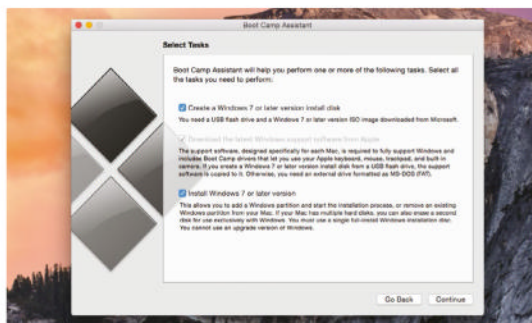 Boot Camp Assistant
Select Tasks
Boot Camp Assistant will help you perform one or more of the following tasks. Select all
the tasks you need to perform:
Create a Windows 7 or later version install disk
You need a USB flash drive and a Windows 7 or later version ISO image downloaded from Microsoft.
Download the latest Windows support software from Apple
The support software, designed specifically for each Mac, is required to fully support Windows and
includes Boot Camp drivers that let you use your Apple keyboard, mouse, trackpad, and built-in
camera. If you create a Windows 7 or later version install disk from a USB flash drive, the support
software is copied to it. Otherwise, you need an external drive formatted as MS-DOS (FAT).
Install Windows 7 or later version
This allows you to add a Windows partition and start the installation process, or remove an existing
Windows partition from your Mac. If your Mac has multiple hard disks, you can also erase a second
disk for use exclusively with Windows. You must use a single full-install Windows installation disc.
You cannot use an upgrade version of Windows.
Go Back
Continue